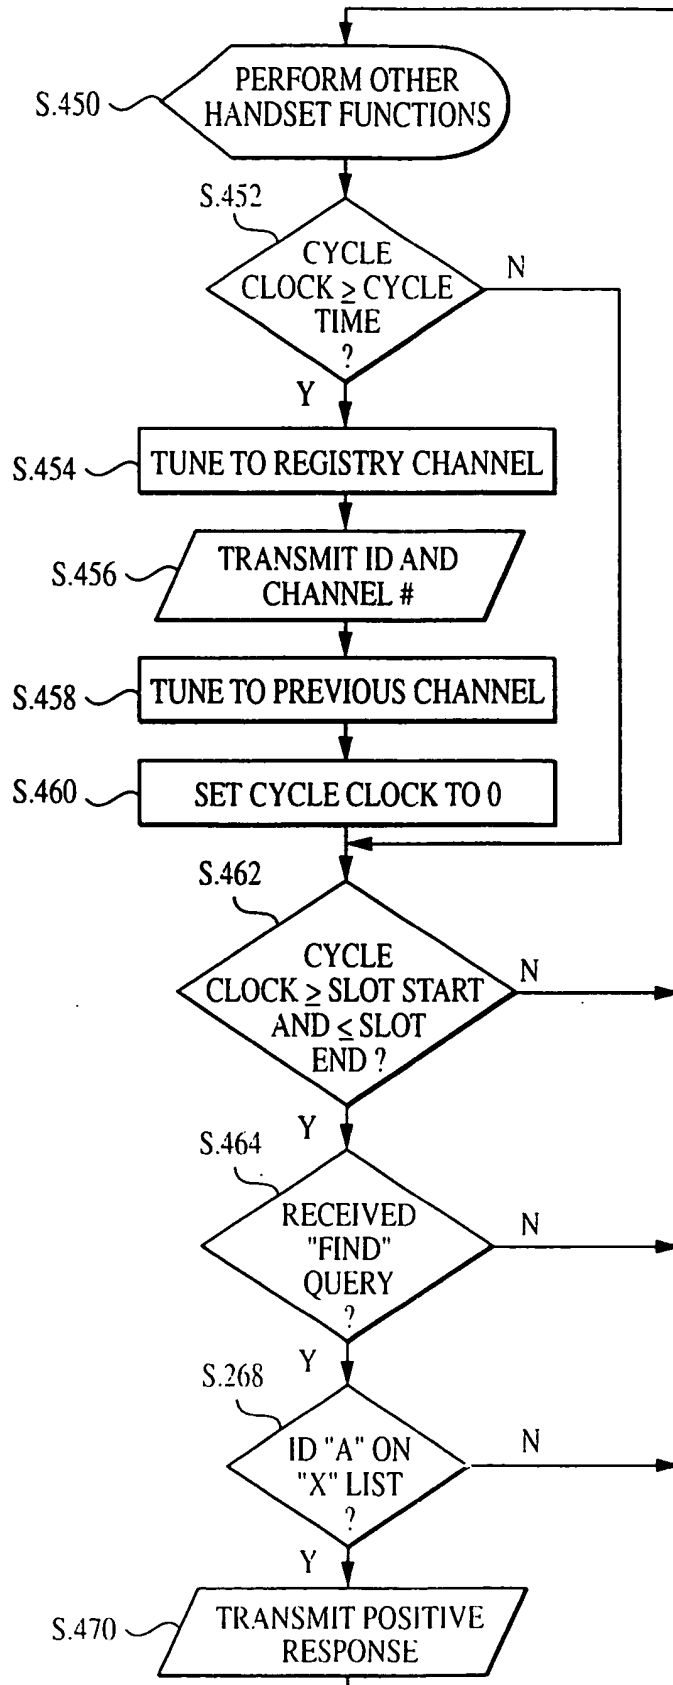 PERFORM OTHER
HANDSET FUNCTIONS
S.450
S.452
CYCLE
CLOCK ≥ CYCLE
TIME
?
N
Y
S.454
TUNE TO REGISTRY CHANNEL
S.456
TRANSMIT ID AND
CHANNEL #
S.458
TUNE TO PREVIOUS CHANNEL
S.460
SET CYCLE CLOCK TO 0
S.462
CYCLE
CLOCK ≥ SLOT START
AND ≤ SLOT
END ?
N
Y
S.464
RECEIVED
"FIND"
QUERY
?
N
Y
S.268
ID "A" ON
"X" LIST
?
N
Y
S.470
TRANSMIT POSITIVE
RESPONSE